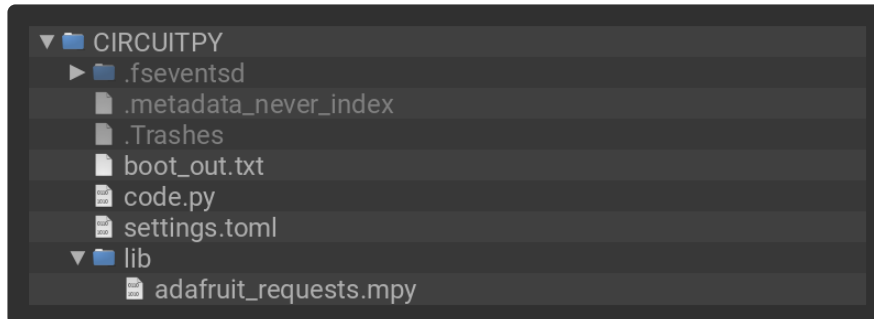 CIRCUITPY
.fseventsd
.metadata_never_index
.Trashes
boot_out.txt
code.py
settings.toml
lib
adafruit_requests.mpy